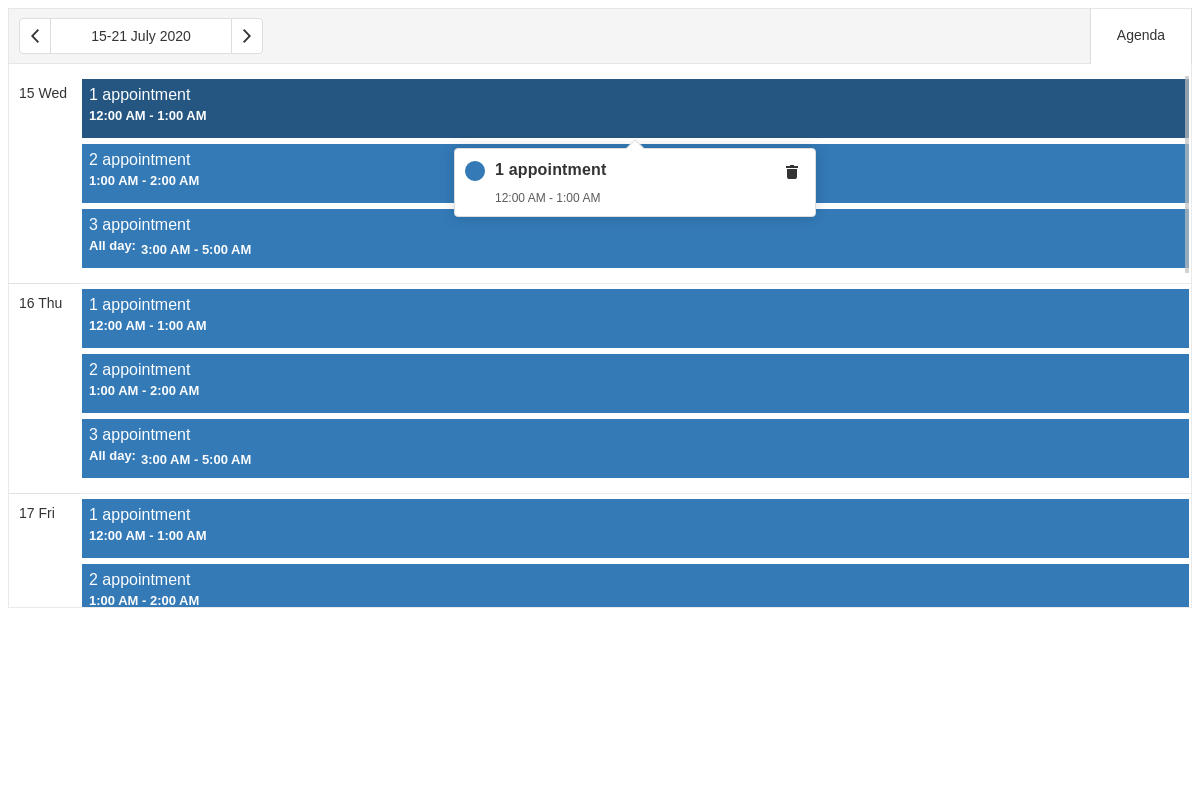 15-21 July 2020
Agenda
15 Wed
1 appointment
12:00 AM - 1:00 AM
2 appointment
1:00 AM - 2:00 AM
1 appointment
12:00 AM - 1:00 AM
3 appointment
All day: 3:00 AM - 5:00 AM
16 Thu
1 appointment
12:00 AM - 1:00 AM
2 appointment
1:00 AM - 2:00 AM
3 appointment
All day: 3:00 AM - 5:00 AM
17 Fri
1 appointment
12:00 AM - 1:00 AM
2 appointment
1:00 AM - 2:00 AM